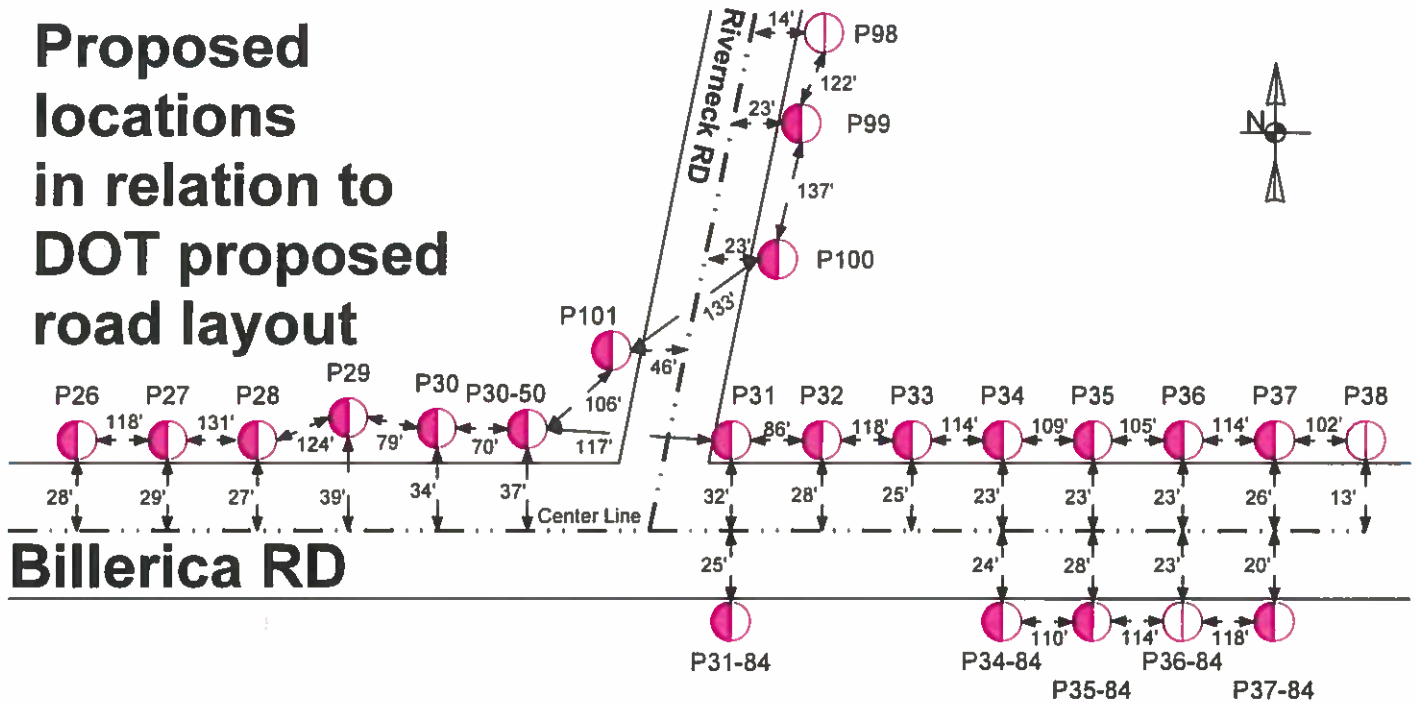 Proposed
locations
in relation to
DOT proposed
road layout
Riverneck RD
14'
P98
122'
23'
P99
137'
N
23'
P100
133'
P101
46'
106'
P26
P27
P28
P29
P30
P30-50
P31
P32
P33
P34
P35
P36
P37
P38
118'
131'
124'
79'
70'
117'
86'
118'
114'
109'
105'
114'
102'
28'
29'
27'
39'
34'
37'
32'
28'
25'
23'
23'
23'
26'
13'
Center Line
Billerica RD
25'
24'
28'
23'
20'
110'
114'
118'
P31-84
P34-84
P35-84
P36-84
P37-84